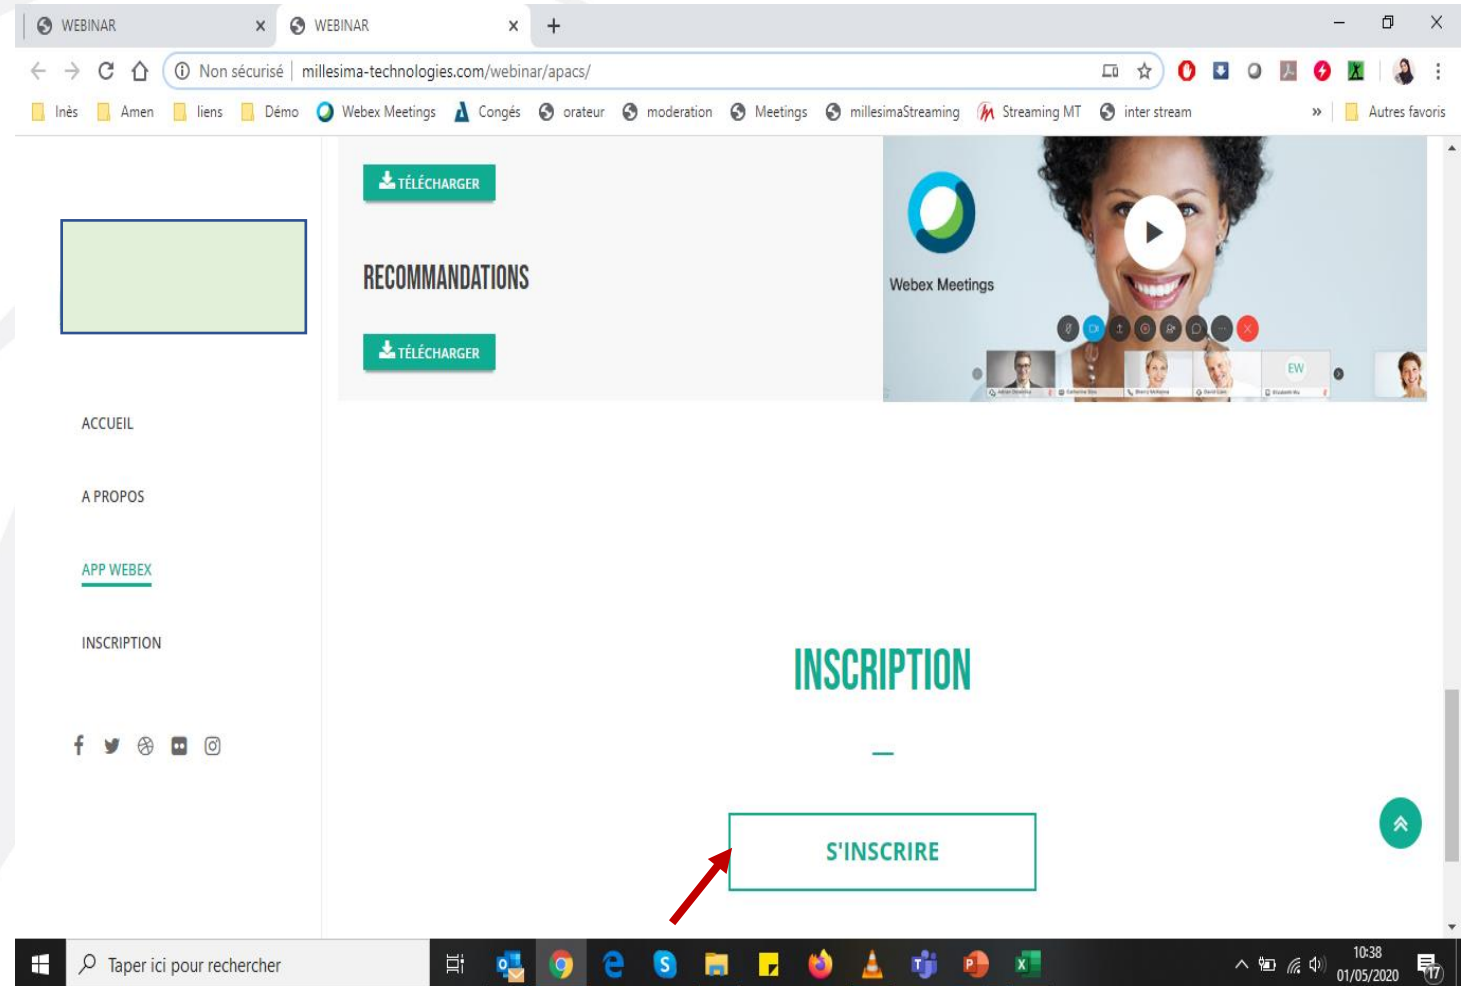 WEBINAR
WEBINAR
Non sécurisé | millesima-technologies.com/webinar/apacs/
Inès Amen liens Démo Webex Meetings Congés orateur moderation Meetings millesimaStreaming Streaming MT inter stream » Autres favoris
TÉLÉCHARGER
RECOMMANDATIONS
TÉLÉCHARGER
Webex Meetings
EW
ACCUEIL
A PROPOS
APP WEBEX
INSCRIPTION
INSCRIPTION
S'INSCRIRE
Taper ici pour rechercher
10:38
01/05/2020
17